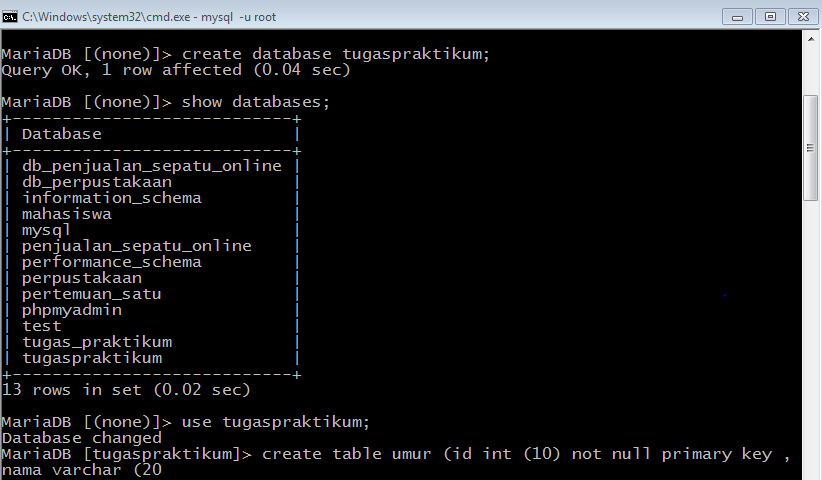 C:\Windows\system32\cmd.exe - mysql -u root
MariaDB [(none)]> create database tugaspraktikum;
Query OK, 1 row affected (0.04 sec)
MariaDB [(none)]> show databases;
+----------------------------+
| Database                   |
+----------------------------+
| db_penjualan_sepatu_online |
| db_perpustakaan            |
| information_schema         |
| mahasiswa                  |
| mysql                      |
| penjualan_sepatu_online    |
| performance_schema         |
| perpustakaan               |
| pertemuan_satu             |
| phpmyadmin                 |
| test                       |
| tugas_praktikum            |
| tugaspraktikum             |
+----------------------------+
13 rows in set (0.02 sec)
MariaDB [(none)]> use tugaspraktikum;
Database changed
MariaDB [tugaspraktikum]> create table umur (id int (10) not null primary key ,
nama varchar (20